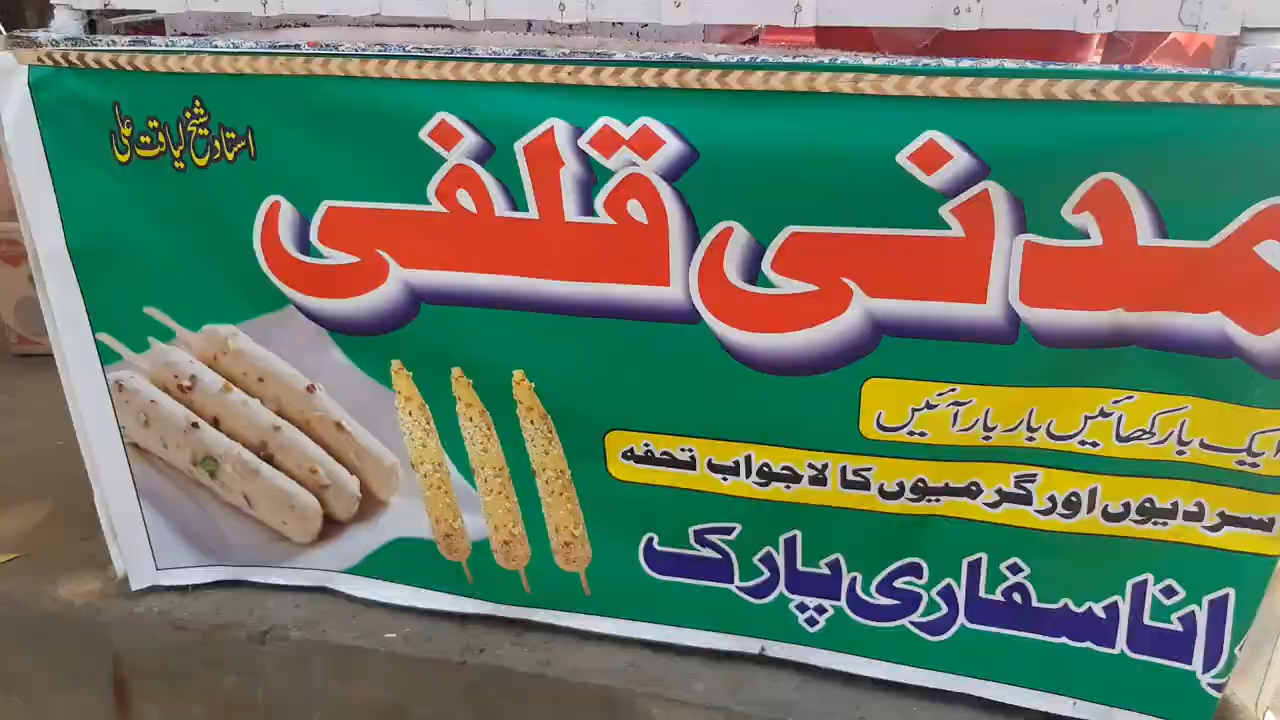 استاد شیخ لیاقت علی
مدنی قلفی
ایک بار کھائیں بار بار آئیں
سردیوں اور گرمیوں کا لاجواب تحفہ
رانا سفاری پارک